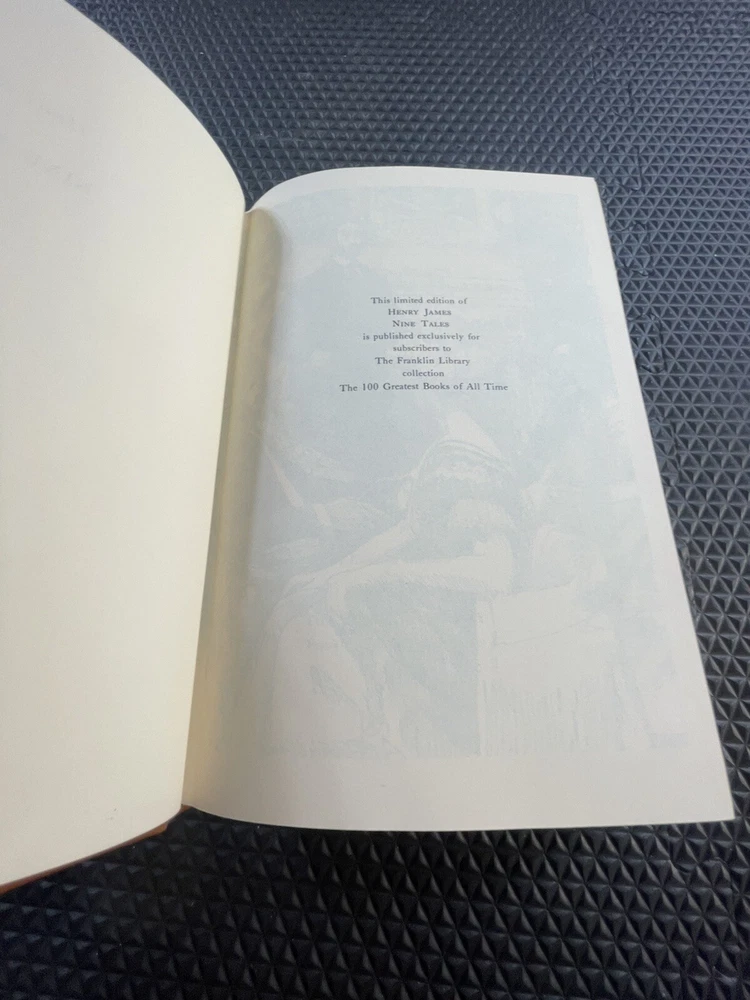 This limited edition of
HENRY JAMES
NINE TALES
is published exclusively for
subscribers to
The Franklin Library
collection
The 100 Greatest Books of All Time